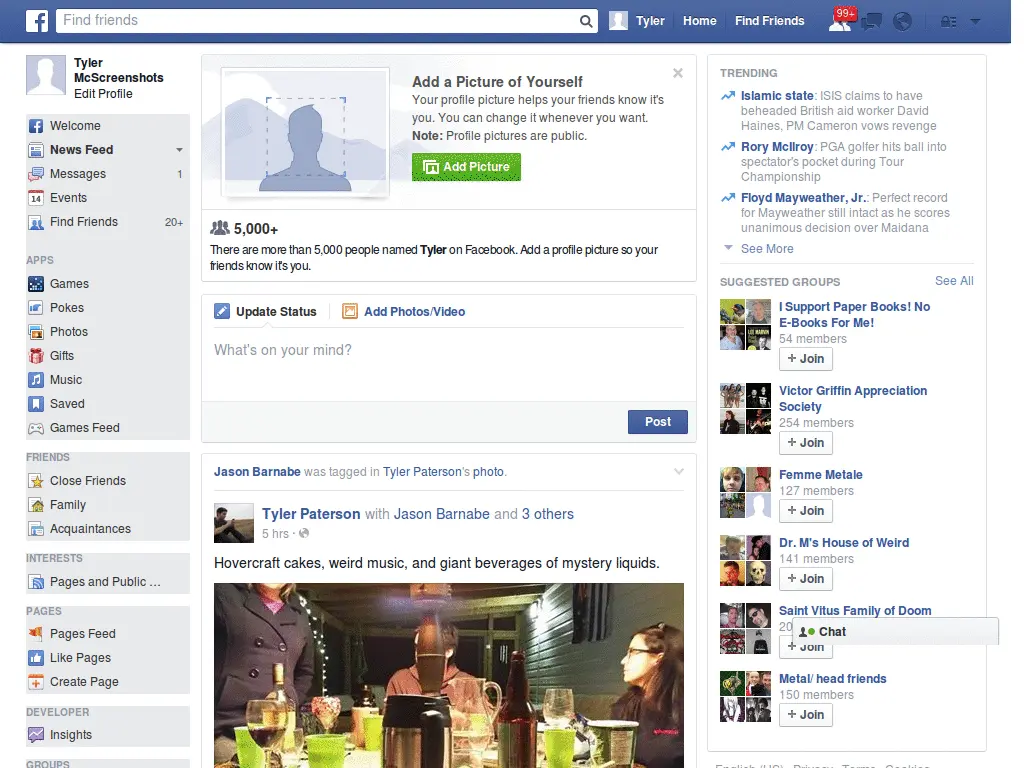 Find friends
Tyler
Home
Find Friends
99+
Tyler
McScreenshots
Edit Profile
Welcome
News Feed
Messages
1
14
Events
Find Friends
20+
APPS
Games
Pokes
Photos
Gifts
Music
Saved
Games Feed
FRIENDS
Close Friends
Family
Acquaintances
INTERESTS
Pages and Public ...
PAGES
Pages Feed
Like Pages
Create Page
DEVELOPER
Insights
GROUPS
Add a Picture of Yourself
Your profile picture helps your friends know it's
you. You can change it whenever you want.
Note: Profile pictures are public.
Add Picture
5,000+
There are more than 5,000 people named Tyler on Facebook. Add a profile picture so your
friends know it's you.
Update Status
Add Photos/Video
What's on your mind?
Post
Jason Barnabe was tagged in Tyler Paterson's photo.
Tyler Paterson with Jason Barnabe and 3 others
5 hrs ·
Hovercraft cakes, weird music, and giant beverages of mystery liquids.
TRENDING
Islamic state: ISIS claims to have
beheaded British aid worker David
Haines, PM Cameron vows revenge
Rory McIlroy: PGA golfer hits ball into
spectator's pocket during Tour
Championship
Floyd Mayweather, Jr.: Perfect record
for Mayweather still intact as he scores
unanimous decision over Maidana
See More
SUGGESTED GROUPS
See All
I Support Paper Books! No
E-Books For Me!
54 members
+ Join
Victor Griffin Appreciation
Society
254 members
+ Join
Femme Metale
127 members
+ Join
Dr. M's House of Weird
141 members
+ Join
Saint Vitus Family of Doom
Chat
+ Join
Metal/ head friends
150 members
+ Join
English (US) · Privacy · Terms · Cookies ·